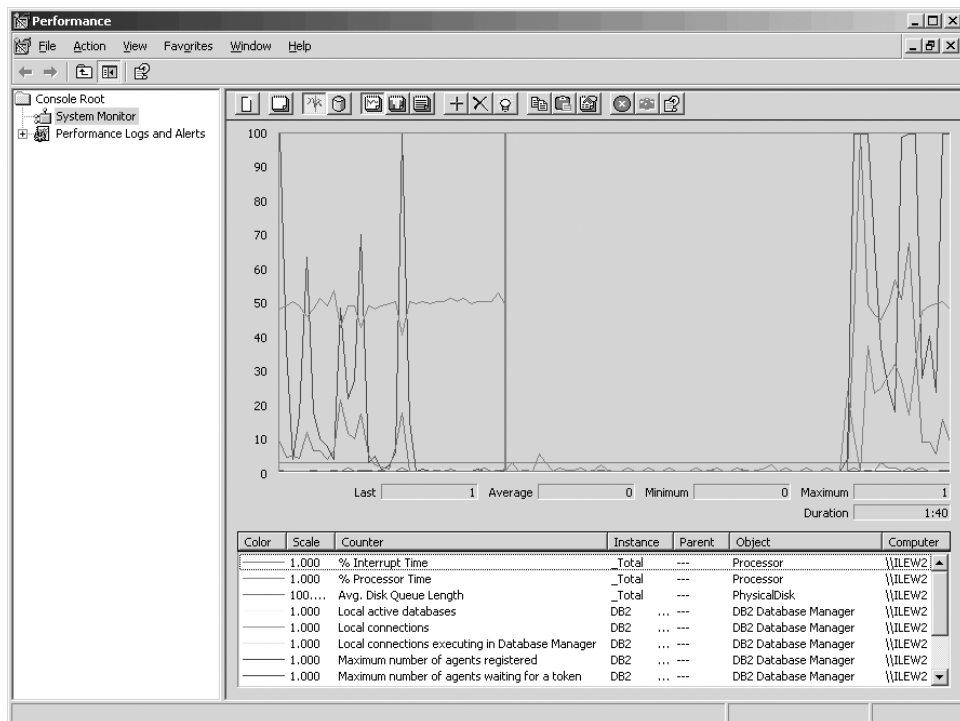 Performance
File Action View Favorites Window Help
Console Root
System Monitor
Performance Logs and Alerts
100
90
80
70
60
50
40
30
20
10
0
Last 1 Average 0 Minimum 0 Maximum 1
Duration 1:40
Color Scale Counter Instance Parent Object Computer
1.000 % Interrupt Time _Total --- Processor \\ILEW2
1.000 % Processor Time _Total --- Processor \\ILEW2
100.... Avg. Disk Queue Length _Total --- PhysicalDisk \\ILEW2
1.000 Local active databases DB2 ... --- DB2 Database Manager \\ILEW2
1.000 Local connections DB2 ... --- DB2 Database Manager \\ILEW2
1.000 Local connections executing in Database Manager DB2 ... --- DB2 Database Manager \\ILEW2
1.000 Maximum number of agents registered DB2 ... --- DB2 Database Manager \\ILEW2
1.000 Maximum number of agents waiting for a token DB2 ... --- DB2 Database Manager \\ILEW2